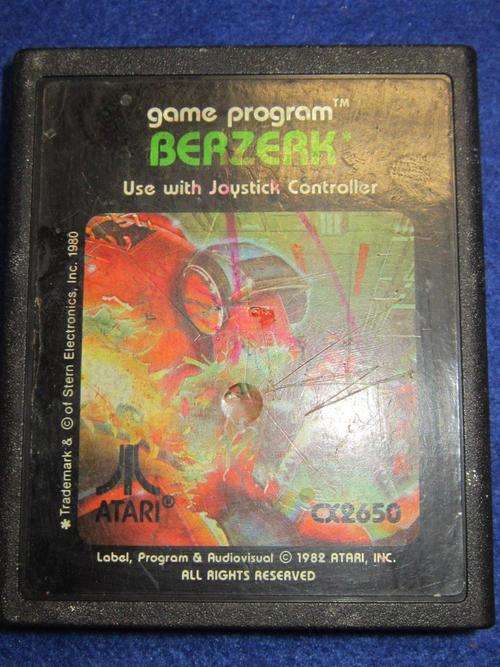 game program™
BERZERK*
Use with Joystick Controller
* Trademark & © of Stern Electronics, Inc. 1980
ATARI®
CX2650
Label, Program & Audiovisual © 1982 ATARI, INC.
ALL RIGHTS RESERVED